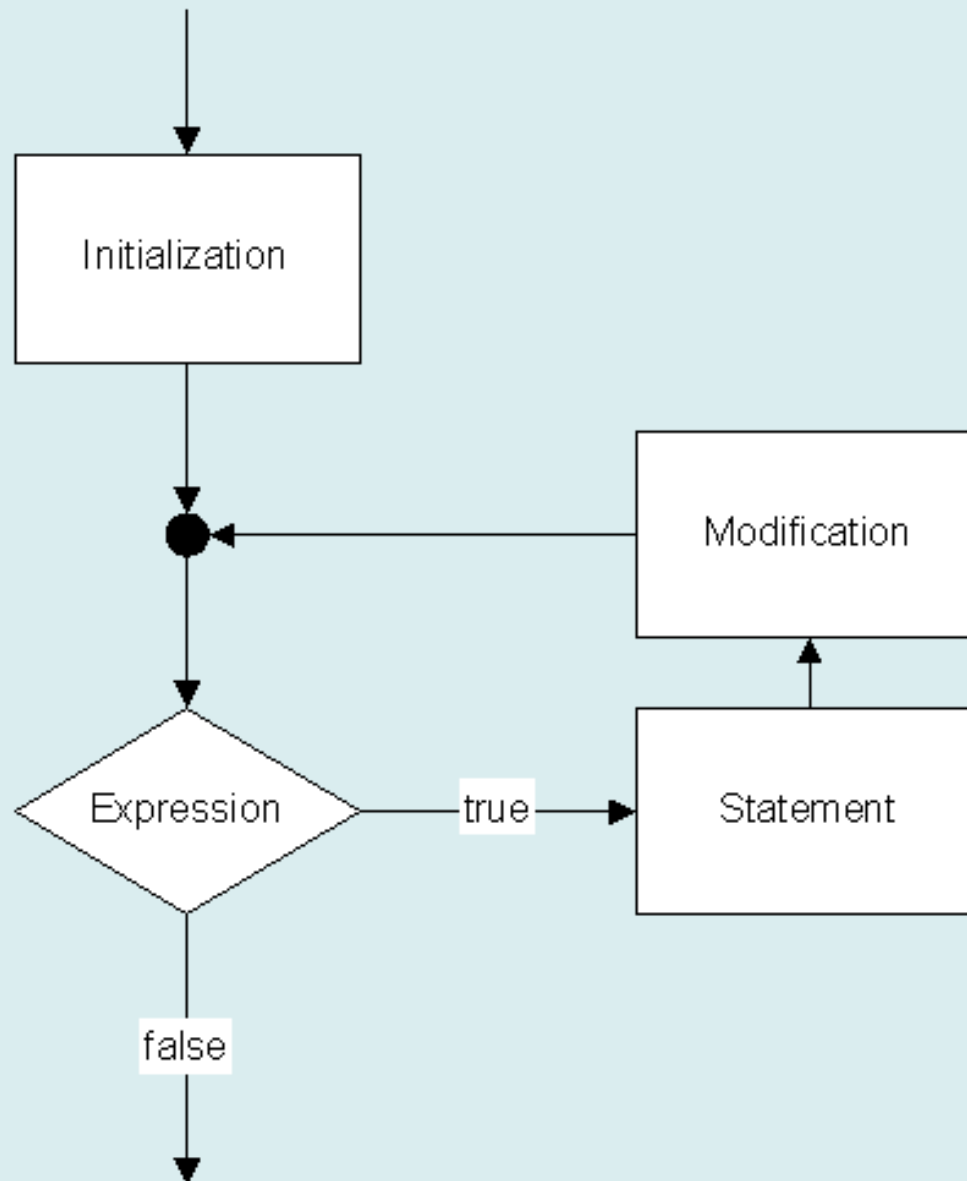 Initialization
Modification
Expression
true
Statement
false